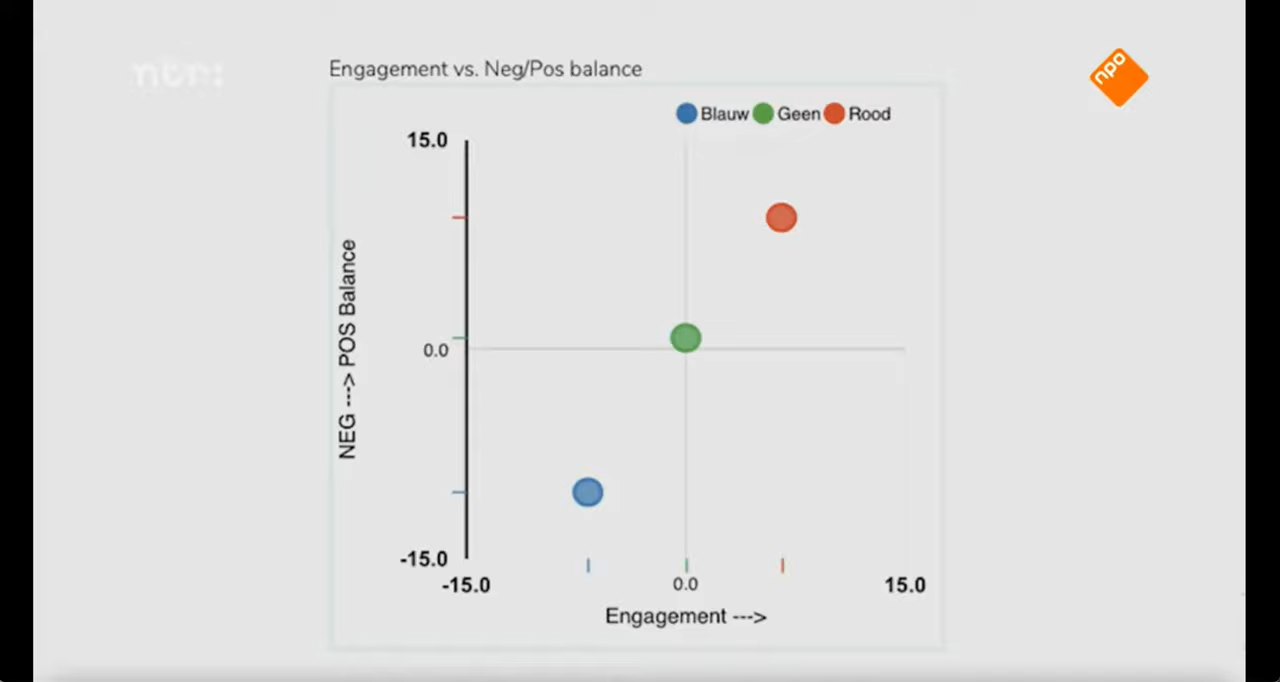 ntr:
npo
Engagement vs. Neg/Pos balance
Blauw Geen Rood
15.0
0.0
-15.0
NEG ---> POS Balance
-15.0 0.0 15.0
Engagement --->